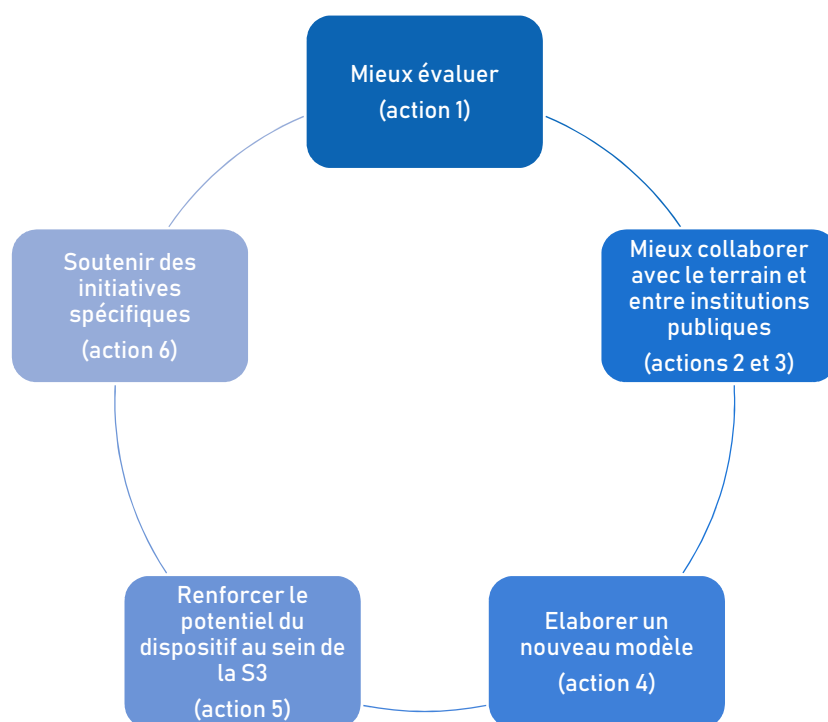 Mieux évaluer
(action 1)
Mieux collaborer
avec le terrain et
entre institutions
publiques
(actions 2 et 3)
Elaborer un
nouveau modèle
(action 4)
Renforcer le
potentiel du
dispositif au sein de
la S3
(action 5)
Soutenir des
initiatives
spécifiques
(action 6)